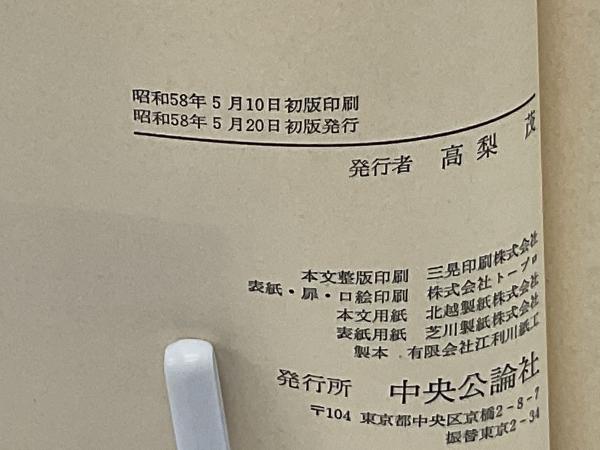 昭和58年5月10日初版印刷
昭和58年5月20日初版発行
発行者 高梨 茂
本文整版印刷 三晃印刷株式会社
表紙・扉・口絵印刷 株式会社トープロ
本文用紙 北越製紙株式会社
表紙用紙 芝川製紙株式会社
製本 有限会社江利川紙工
発行所 中央公論社
〒104 東京都中央区京橋2-8-7
振替東京2-34